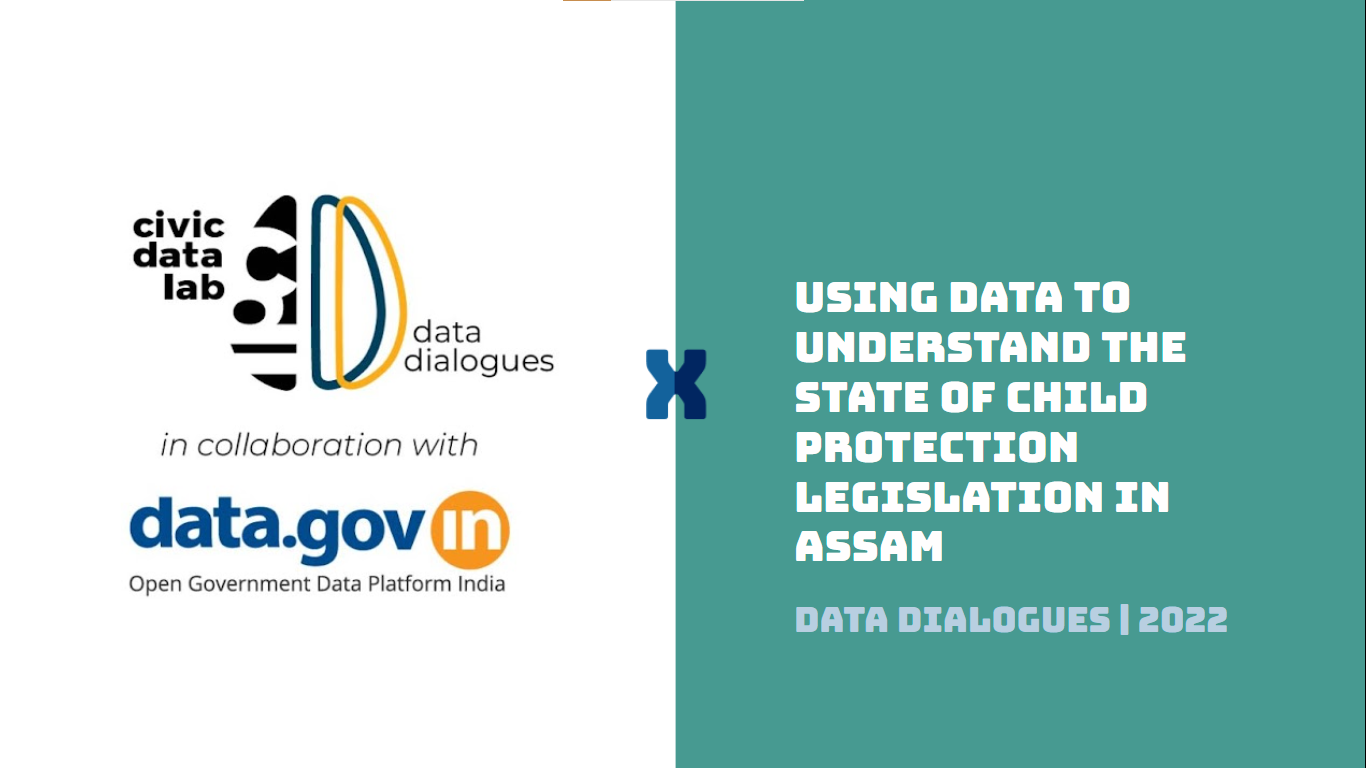 civic
data
lab
data
dialogues
in collaboration with
data.gov in
Open Government Data Platform India
X
USING DATA TO
UNDERSTAND THE
STATE OF CHILD
PROTECTION
LEGISLATION IN
ASSAM
DATA DIALOGUES | 2022